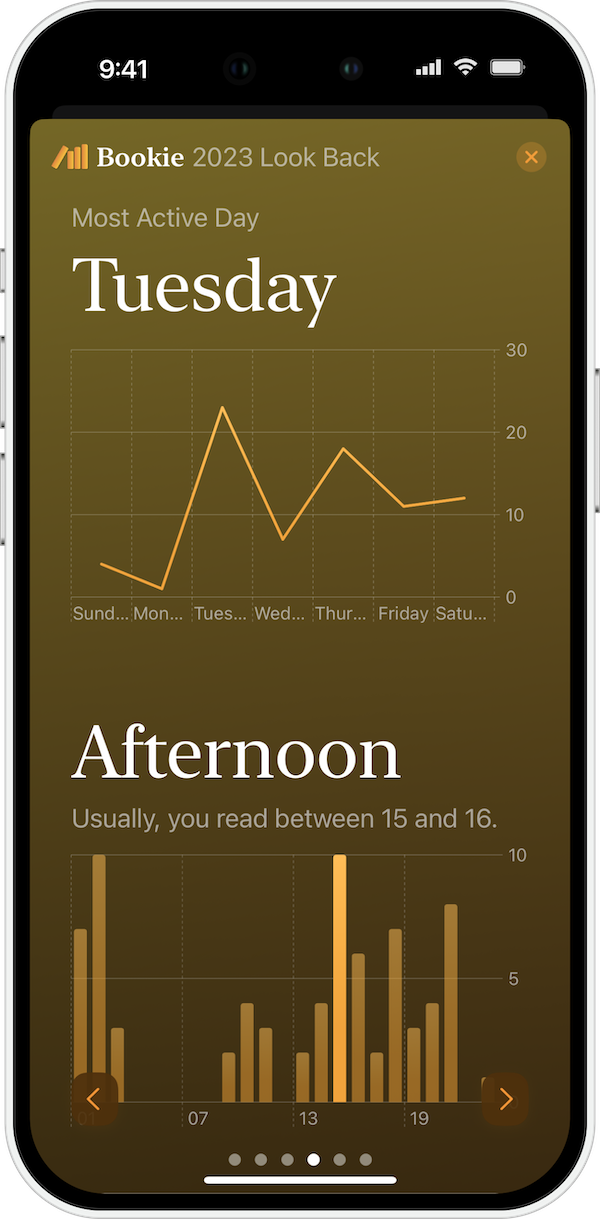 9:41
Bookie 2023 Look Back
Most Active Day
Tuesday
30
20
10
0
Sund... Mon... Tues... Wed... Thur... Friday Satu...
Afternoon
Usually, you read between 15 and 16.
10
5
01 07 13 19